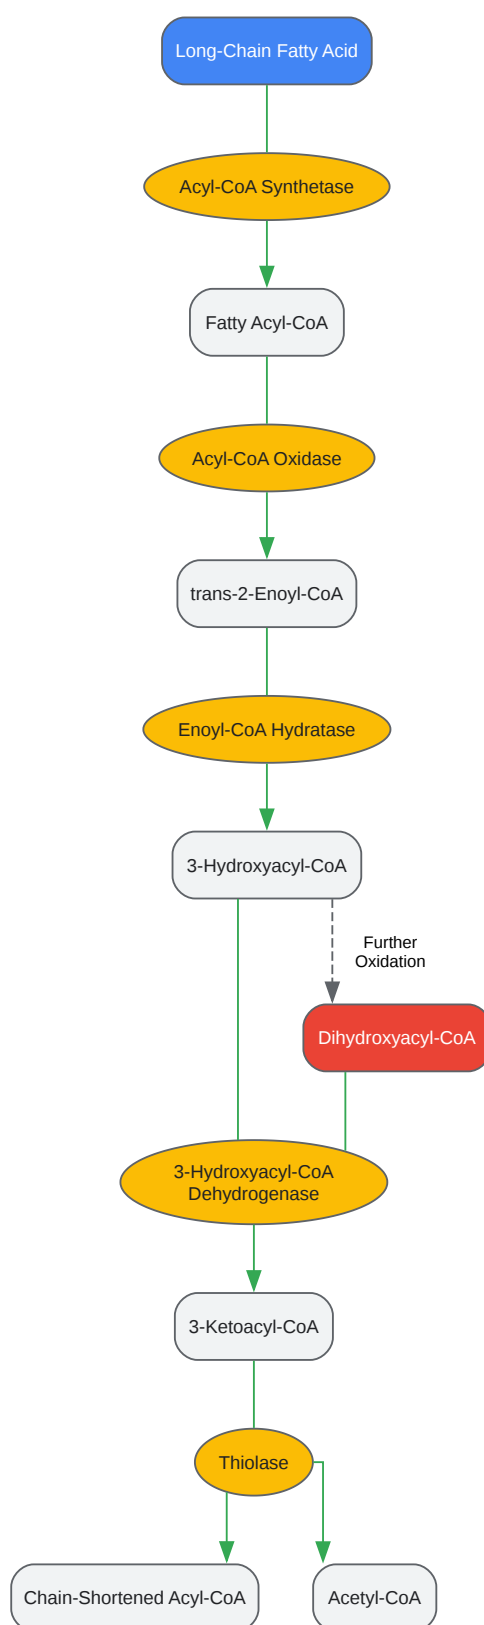 Long-Chain Fatty Acid
Acyl-CoA Synthetase
Fatty Acyl-CoA
Acyl-CoA Oxidase
trans-2-Enoyl-CoA
Enoyl-CoA Hydratase
3-Hydroxyacyl-CoA
Further
Oxidation
Dihydroxyacyl-CoA
3-Hydroxyacyl-CoA
Dehydrogenase
3-Ketoacyl-CoA
Thiolase
Chain-Shortened Acyl-CoA
Acetyl-CoA